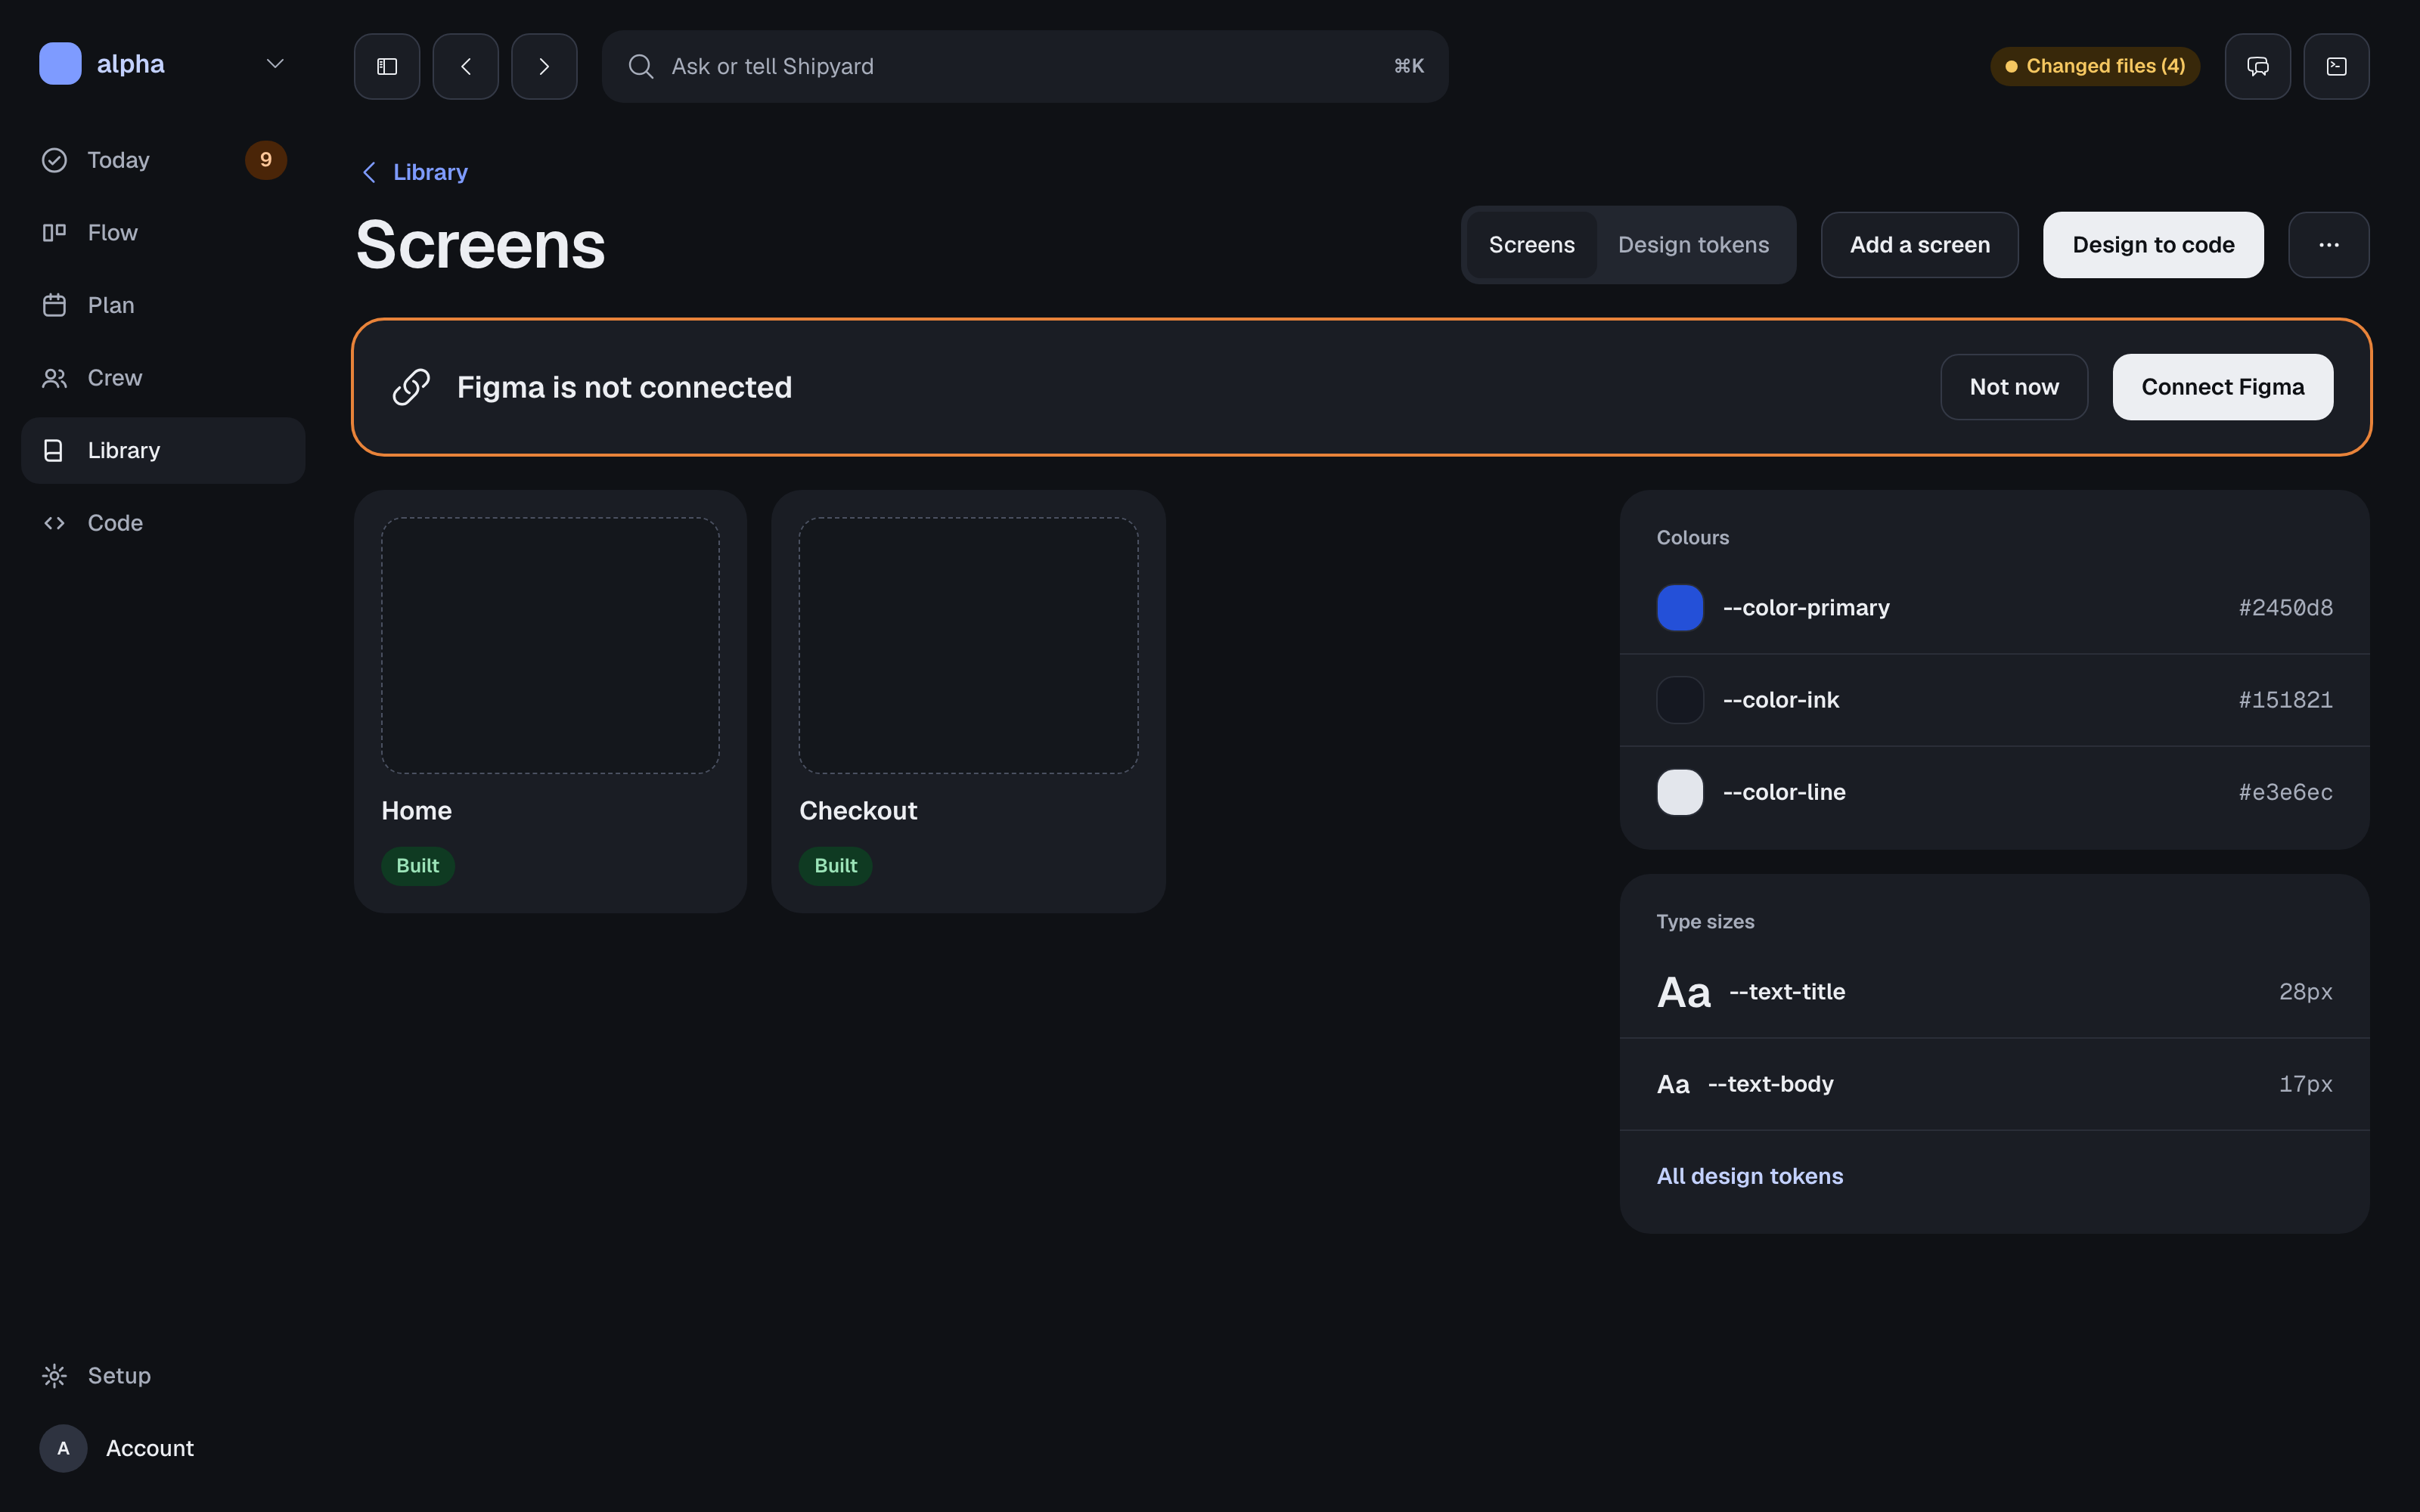 alpha
Ask or tell Shipyard
⌘K
Changed files (4)
Today
9
Flow
Plan
Crew
Library
Code
Setup
A
Account
Library
Screens
Screens
Design tokens
Add a screen
Design to code
Figma is not connected
Not now
Connect Figma
Home
Built
Checkout
Built
Colours
--color-primary
#2450d8
--color-ink
#151821
--color-line
#e3e6ec
Type sizes
Aa --text-title
28px
Aa --text-body
17px
All design tokens